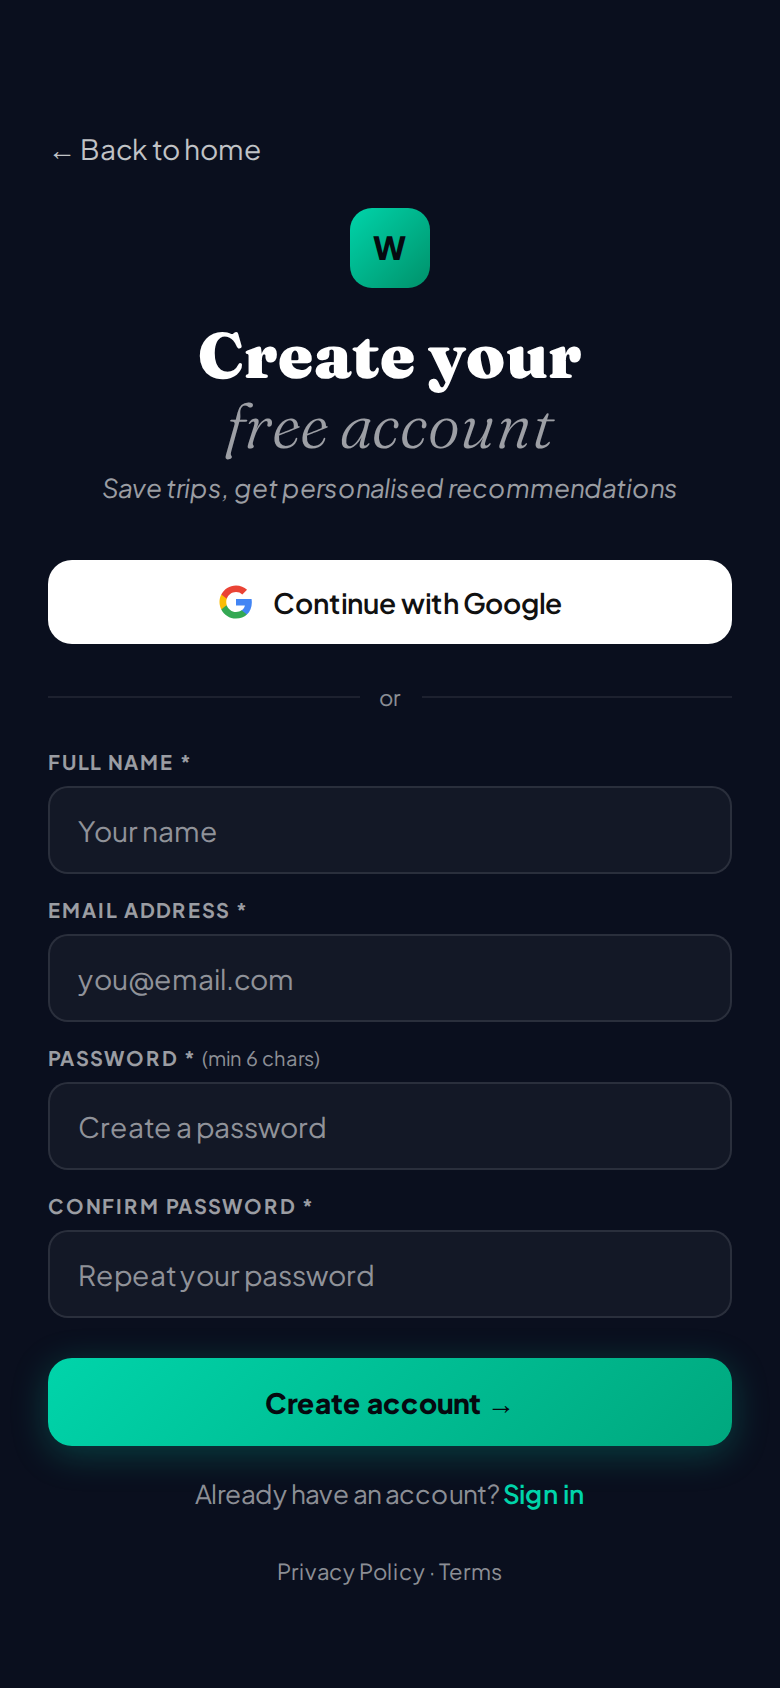 ← Back to home
W
Create your
free account
Save trips, get personalised recommendations
Continue with Google
or
FULL NAME *
Your name
EMAIL ADDRESS *
you@email.com
PASSWORD * (min 6 chars)
Create a password
CONFIRM PASSWORD *
Repeat your password
Create account →
Already have an account? Sign in
Privacy Policy · Terms